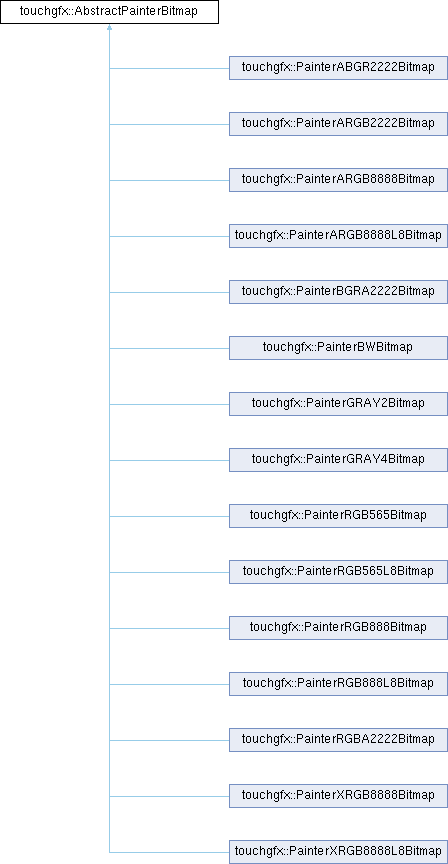 touchgfx::AbstractPainterBitmap
touchgfx::PainterABGR2222Bitmap
touchgfx::PainterARGB2222Bitmap
touchgfx::PainterARGB8888Bitmap
touchgfx::PainterARGB8888L8Bitmap
touchgfx::PainterBGRA2222Bitmap
touchgfx::PainterBWBitmap
touchgfx::PainterGRAY2Bitmap
touchgfx::PainterGRAY4Bitmap
touchgfx::PainterRGB565Bitmap
touchgfx::PainterRGB565L8Bitmap
touchgfx::PainterRGB888Bitmap
touchgfx::PainterRGB888L8Bitmap
touchgfx::PainterRGBA2222Bitmap
touchgfx::PainterXRGB8888Bitmap
touchgfx::PainterXRGB8888L8Bitmap